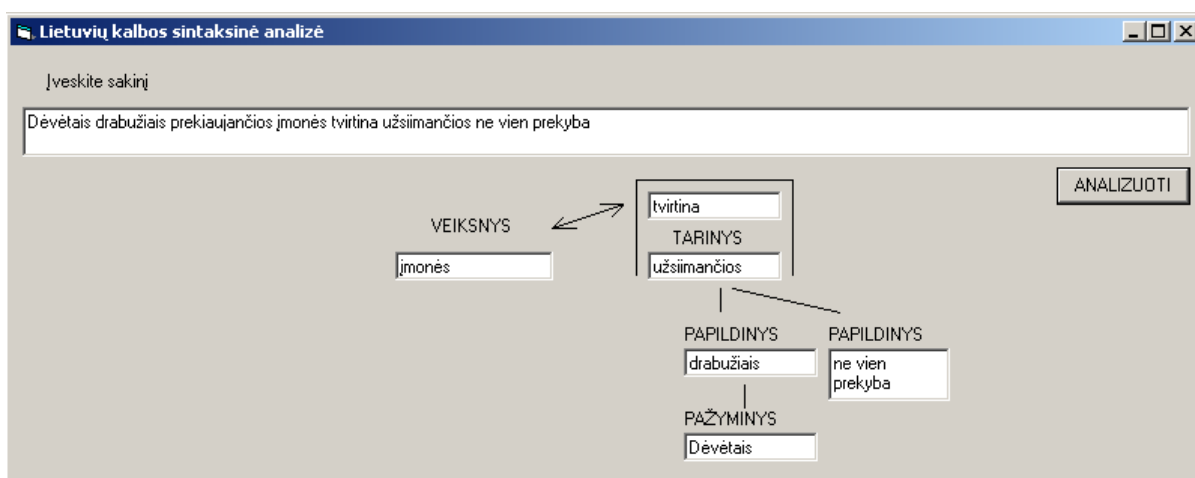 Lietuvių kalbos sintaksinė analizė
Įveskite sakinį
Dėvėtais drabužiais prekiaujančios įmonės tvirtina užsiimančios ne vien prekyba
ANALIZUOTI
tvirtina
VEIKSNYS
TARINYS
įmonės
užsiimančios
PAPILDINYS
PAPILDINYS
drabužiais
ne vien
prekyba
PAŽYMINYS
Dėvėtais